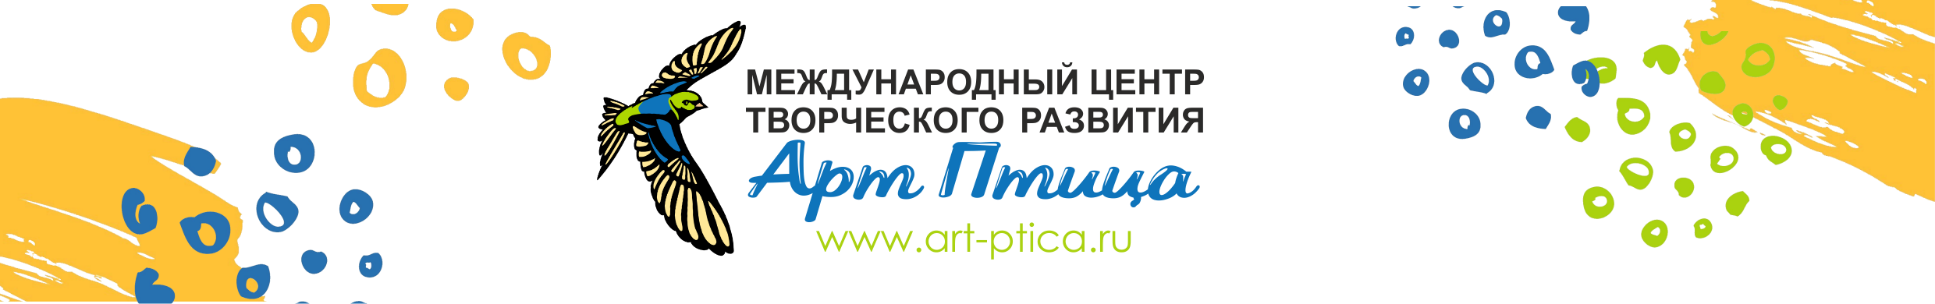 МЕЖДУНАРОДНЫЙ ЦЕНТР
ТВОРЧЕСКОГО РАЗВИТИЯ
Арт Птица
www.art-ptica.ru